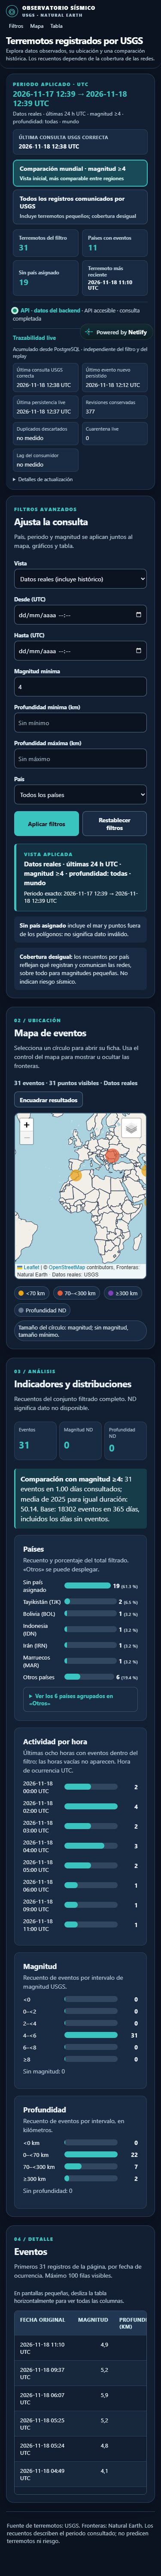 OBSERVATORIO SÍSMICO
USGS · NATURAL EARTH
Filtros Mapa Tabla
Terremotos registrados por USGS
Explora datos observados, su ubicación y una comparación histórica. Los recuentos dependen de la cobertura de las redes.
PERIODO APLICADO · UTC
2026-11-17 12:39 →2026-11-18
12:39 UTC
Datos reales · últimas 24 h UTC · magnitud ≥4 ·
profundidad: todas · mundo
ÚLTIMA CONSULTA USGS CORRECTA
2026-11-18 12:38 UTC
Comparación mundial · magnitud ≥4
Vista inicial, más comparable entre regiones
Todos los registros comunicados por
USGS
Incluye terremotos pequeños; cobertura desigual
Terremotos del filtro
31
Países con eventos
11
Sin país asignado
19
Terremoto más
reciente
2026-11-18 11:10
UTC
API · datos del backend · API accesible · consulta
completada
Powered by Netlify
Trazabilidad live
Acumulado desde PostgreSQL · independiente del filtro y del
replay
Última consulta USGS
correcta
2026-11-18 12:38 UTC
Último evento nuevo
persistido
2026-11-18 12:12 UTC
Última persistencia live
2026-11-18 12:37 UTC
Revisiones conservadas
377
Duplicados descartados
no medido
Cuarentena live
0
Lag del consumidor
no medido
▸ Detalles de actualización
FILTROS AVANZADOS
Ajusta la consulta
País, periodo y magnitud se aplican juntos al
mapa, gráficos y tabla.
Vista
Datos reales (incluye histórico)
Desde (UTC)
dd/mm/aaaa --:--
Hasta (UTC)
dd/mm/aaaa --:--
Magnitud mínima
4
Profundidad mínima (km)
Sin mínimo
Profundidad máxima (km)
Sin máximo
País
Todos los países
Aplicar filtros
Restablecer
filtros
VISTA APLICADA
Datos reales · últimas 24 h UTC ·
magnitud ≥4 · profundidad: todas ·
mundo
Periodo exacto: 2026-11-17 12:39 → 2026-11-
18 12:39 UTC
Sin país asignado incluye el mar y puntos fuera
de los polígonos; no significa dato inválido.
Cobertura desigual: los recuentos por país
reflejan qué registran y comunican las redes,
sobre todo para magnitudes pequeñas. No
indican riesgo sísmico.
02 / UBICACIÓN
Mapa de eventos
Selecciona un círculo para abrir su ficha. Usa el
control del mapa para mostrar u ocultar las
fronteras.
31 eventos · 31 puntos visibles · Datos reales
Encuadrar resultados
+
−
Leaflet | © OpenStreetMap contributors, Fronteras:
Natural Earth · Datos reales: USGS
<70 km
70–<300 km
≥300 km
Profundidad ND
Tamaño del círculo: magnitud; sin magnitud,
tamaño mínimo.
03 / ANÁLISIS
Indicadores y distribuciones
Recuentos del conjunto filtrado completo. ND
significa dato no disponible.
Eventos
31
Magnitud ND
0
Profundidad
ND
0
Comparación con magnitud ≥4: 31
eventos en 1.00 días consultados;
media de 2025 para igual duración:
50.14. Base: 18302 eventos en 365 días,
incluidos los días sin eventos.
Países
Recuento y porcentaje del total filtrado.
«Otros» se puede desplegar.
Sin país
asignado
19 (61.3 %)
Tayikistán (TJK)
2 (6.5 %)
Bolivia (BOL)
1 (3.2 %)
Indonesia
(IDN)
1 (3.2 %)
Irán (IRN)
1 (3.2 %)
Marruecos
(MAR)
1 (3.2 %)
Otros países
6 (19.4 %)
▸ Ver los 6 países agrupados en
«Otros»
Actividad por hora
Últimas ocho horas con eventos dentro del
filtro; las horas vacías no aparecen. Hora
de ocurrencia UTC.
2026-11-18
00:00 UTC
2
2026-11-18
02:00 UTC
4
2026-11-18
03:00 UTC
2
2026-11-18
04:00 UTC
3
2026-11-18
05:00 UTC
2
2026-11-18
06:00 UTC
1
2026-11-18
09:00 UTC
1
2026-11-18
11:00 UTC
1
Magnitud
Recuento de eventos por intervalo de
magnitud USGS.
<0
0
0–<2
0
2–<4
0
4–<6
31
6–<8
0
≥8
0
Sin magnitud: 0
Profundidad
Recuento de eventos por intervalo, en
kilómetros.
<0 km
0
0–<70 km
22
70–<300 km
7
≥300 km
2
Sin profundidad: 0
04 / DETALLE
Eventos
Primeros 31 registros de la página, por fecha de
ocurrencia. Máximo 100 filas visibles.
En pantallas pequeñas, desliza la tabla
horizontalmente para ver todas las columnas.
FECHA ORIGINAL MAGNITUD PROFUNDI
(KM)
2026-11-18 11:10
UTC
4,9
2026-11-18 09:37
UTC
5,2
2026-11-18 06:07
UTC
5,9
2026-11-18 05:25
UTC
5,2
2026-11-18 05:24
UTC
4,8
2026-11-18 04:49
UTC
4,1
Fuente de terremotos: USGS. Fronteras: Natural Earth. Los
recuentos describen el periodo consultado; no predicen
terremotos ni riesgo.